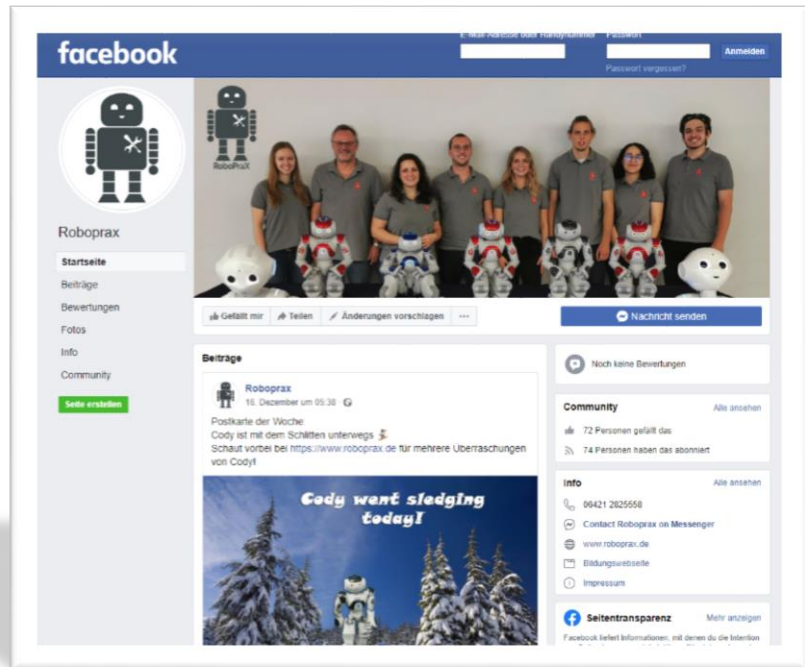 facebook
E-Mail-Adresse oder Handynummer
Passwort
Anmelden
Passwort vergessen?
RoboPraX
Roboprax
Startseite
Beiträge
Bewertungen
Fotos
Info
Community
Seite erstellen
Gefällt mir
Teilen
Änderungen vorschlagen
Nachricht senden
Beiträge
Roboprax
16. Dezember um 05:38
Postkarte der Woche:
Cody ist mit dem Schlitten unterwegs
Schaut vorbei bei https://www.roboprax.de für mehrere Überraschungen
von Cody!
Cody went sledging
today!
Noch keine Bewertungen
Community
Alle ansehen
72 Personen gefällt das
74 Personen haben das abonniert
Info
Alle ansehen
06421 2825558
Contact Roboprax on Messenger
www.roboprax.de
Bildungswebseite
Impressum
Seitentransparenz
Mehr anzeigen
Facebook liefert Informationen, mit denen du die Intention